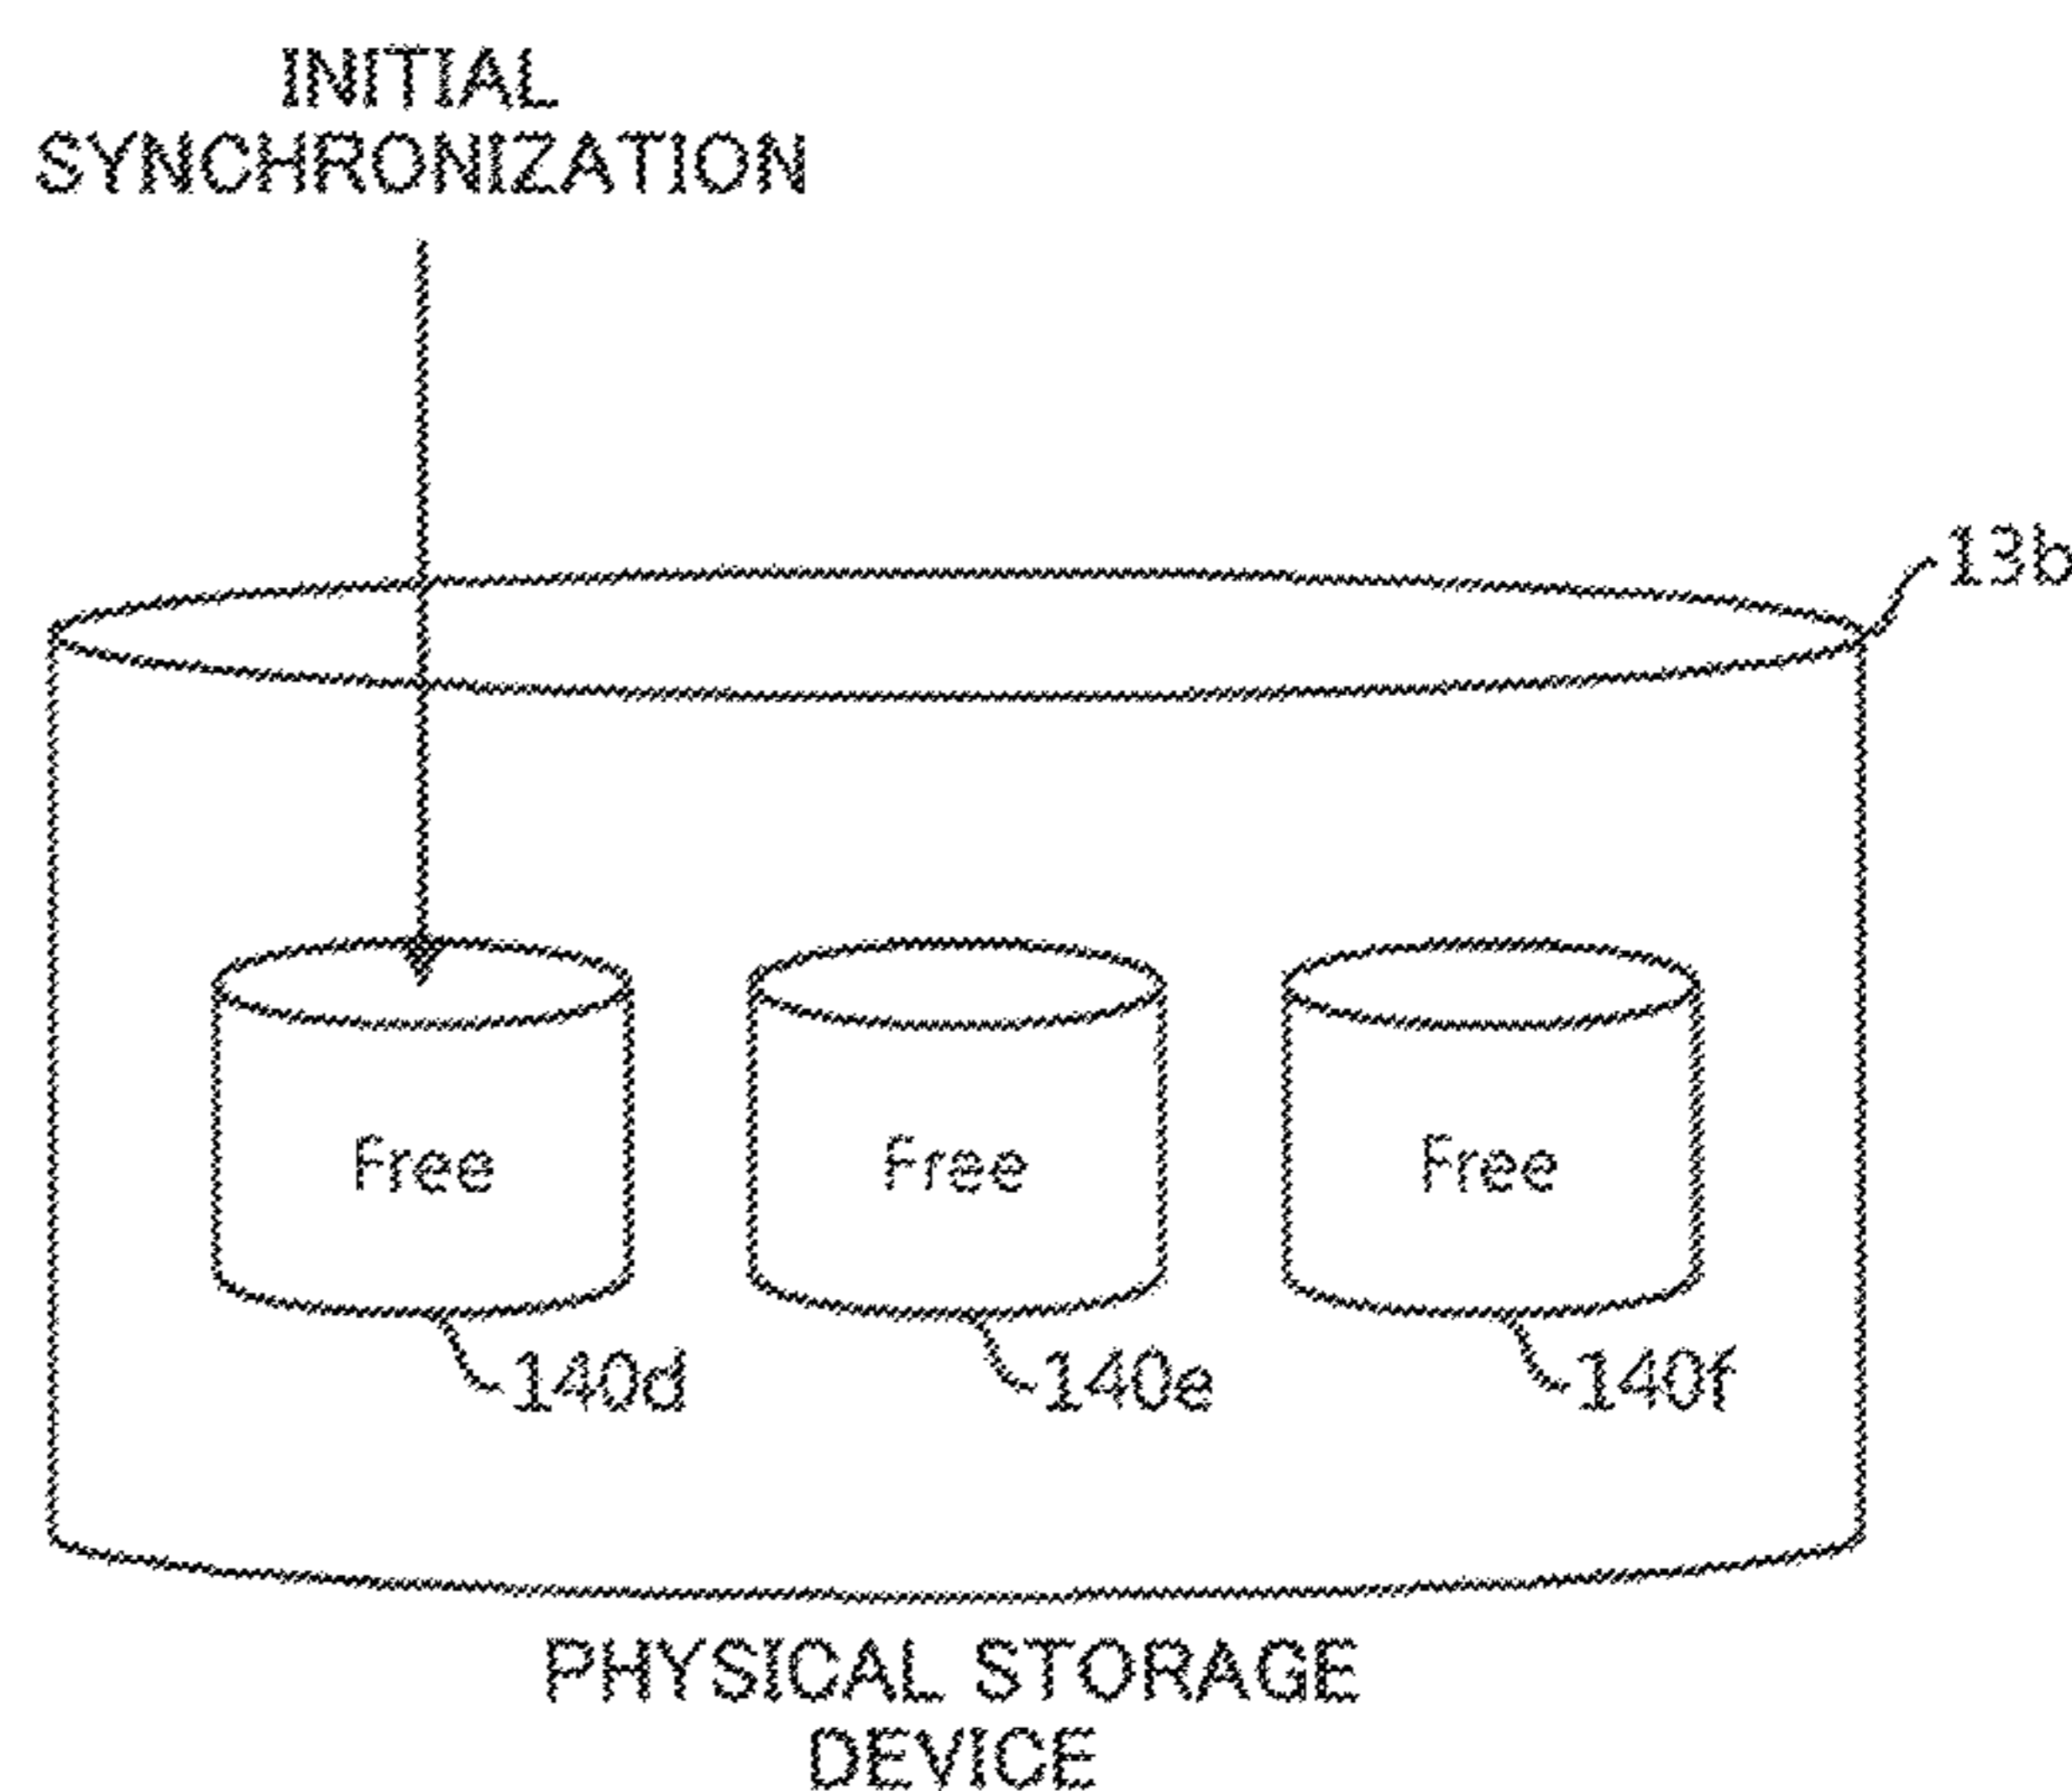 INITIAL
SYNCHRONIZATION
13b
Free Free Free
140d 140e 140f
PHYSICAL STORAGE
DEVICE